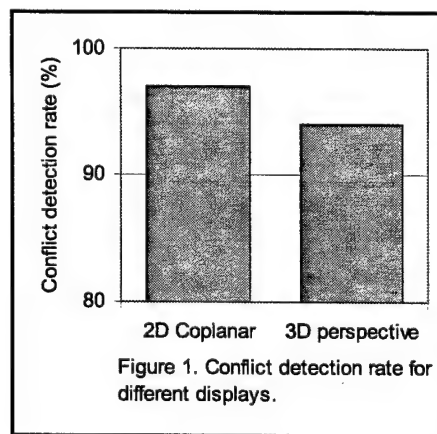 100
90
80
Conflict detection rate (%)
2D Coplanar 3D perspective
Figure 1. Conflict detection rate for
different displays.